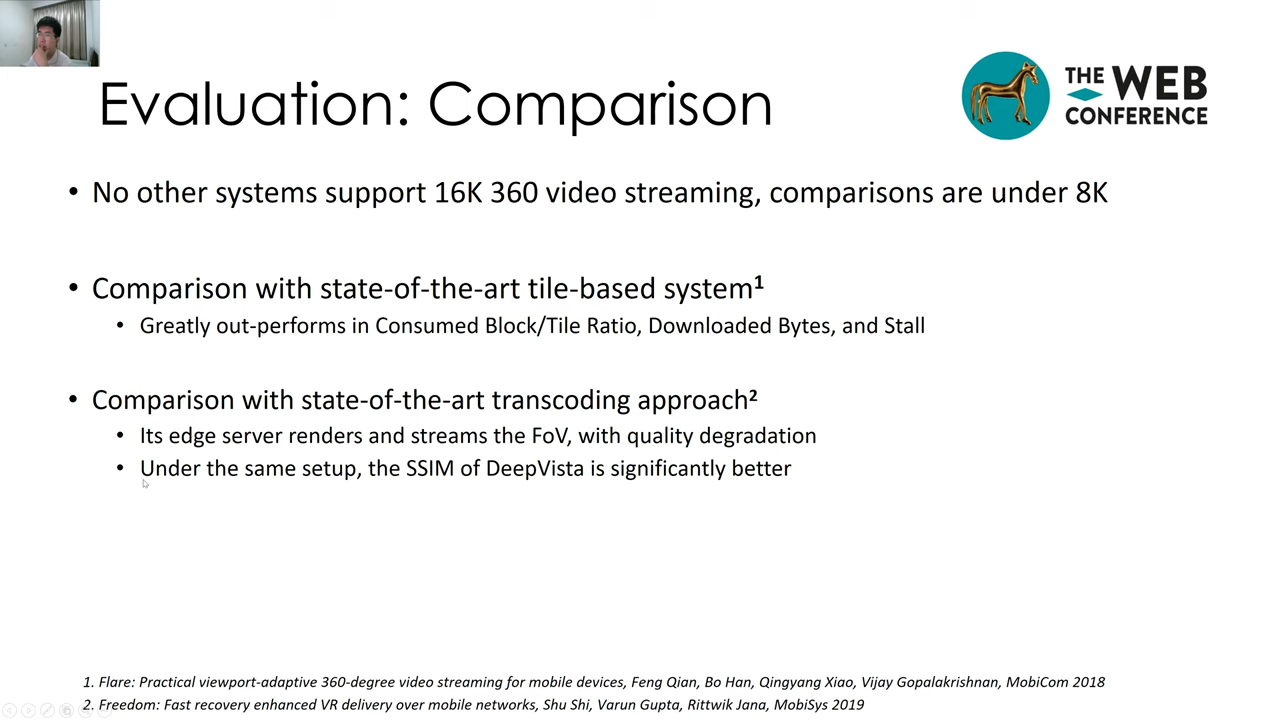 Evaluation: Comparison
THE WEB
CONFERENCE
• No other systems support 16K 360 video streaming, comparisons are under 8K
• Comparison with state-of-the-art tile-based system¹
• Greatly out-performs in Consumed Block/Tile Ratio, Downloaded Bytes, and Stall
• Comparison with state-of-the-art transcoding approach²
• Its edge server renders and streams the FoV, with quality degradation
• Under the same setup, the SSIM of DeepVista is significantly better
1. Flare: Practical viewport-adaptive 360-degree video streaming for mobile devices, Feng Qian, Bo Han, Qingyang Xiao, Vijay Gopalakrishnan, MobiCom 2018
2. Freedom: Fast recovery enhanced VR delivery over mobile networks, Shu Shi, Varun Gupta, Rittwik Jana, MobiSys 2019